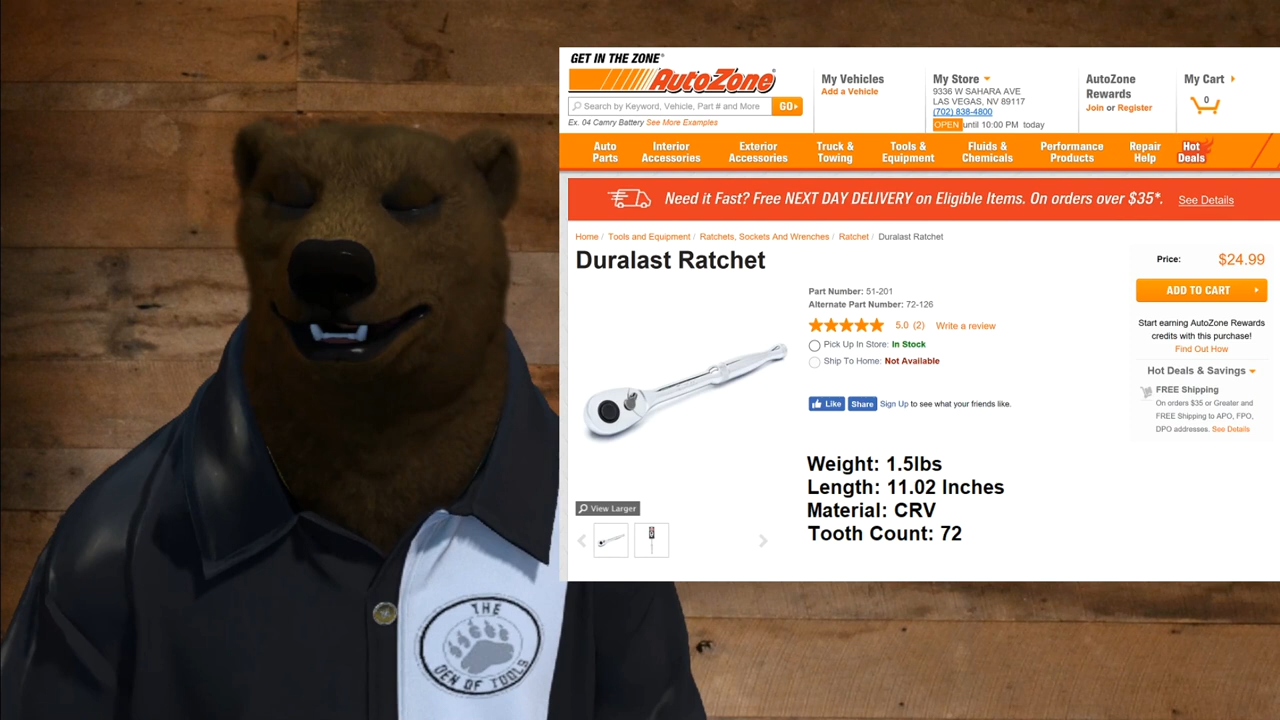 GET IN THE ZONE®
AutoZone®
Search by Keyword, Vehicle, Part # and More
GO
Ex. 04 Camry Battery See More Examples
My Vehicles
Add a Vehicle
My Store
9336 W SAHARA AVE
LAS VEGAS, NV 89117
(702) 838-4800
OPEN until 10:00 PM today
AutoZone
Rewards
Join or Register
My Cart
0
Auto Parts
Interior Accessories
Exterior Accessories
Truck & Towing
Tools & Equipment
Fluids & Chemicals
Performance Products
Repair Help
Hot Deals
Need it Fast? Free NEXT DAY DELIVERY on Eligible Items. On orders over $35*. See Details
Home / Tools and Equipment / Ratchets, Sockets And Wrenches / Ratchet / Duralast Ratchet
Duralast Ratchet
Part Number: 51-201
Alternate Part Number: 72-126
5.0 (2) Write a review
Pick Up In Store: In Stock
Ship To Home: Not Available
Like Share Sign Up to see what your friends like.
Price: $24.99
ADD TO CART
Start earning AutoZone Rewards
credits with this purchase!
Find Out How
Hot Deals & Savings
FREE Shipping
On orders $35 or Greater and
FREE Shipping to APO, FPO,
DPO addresses. See Details
Weight: 1.5lbs
Length: 11.02 Inches
Material: CRV
Tooth Count: 72
View Larger
THE
DEN OF TOOLS